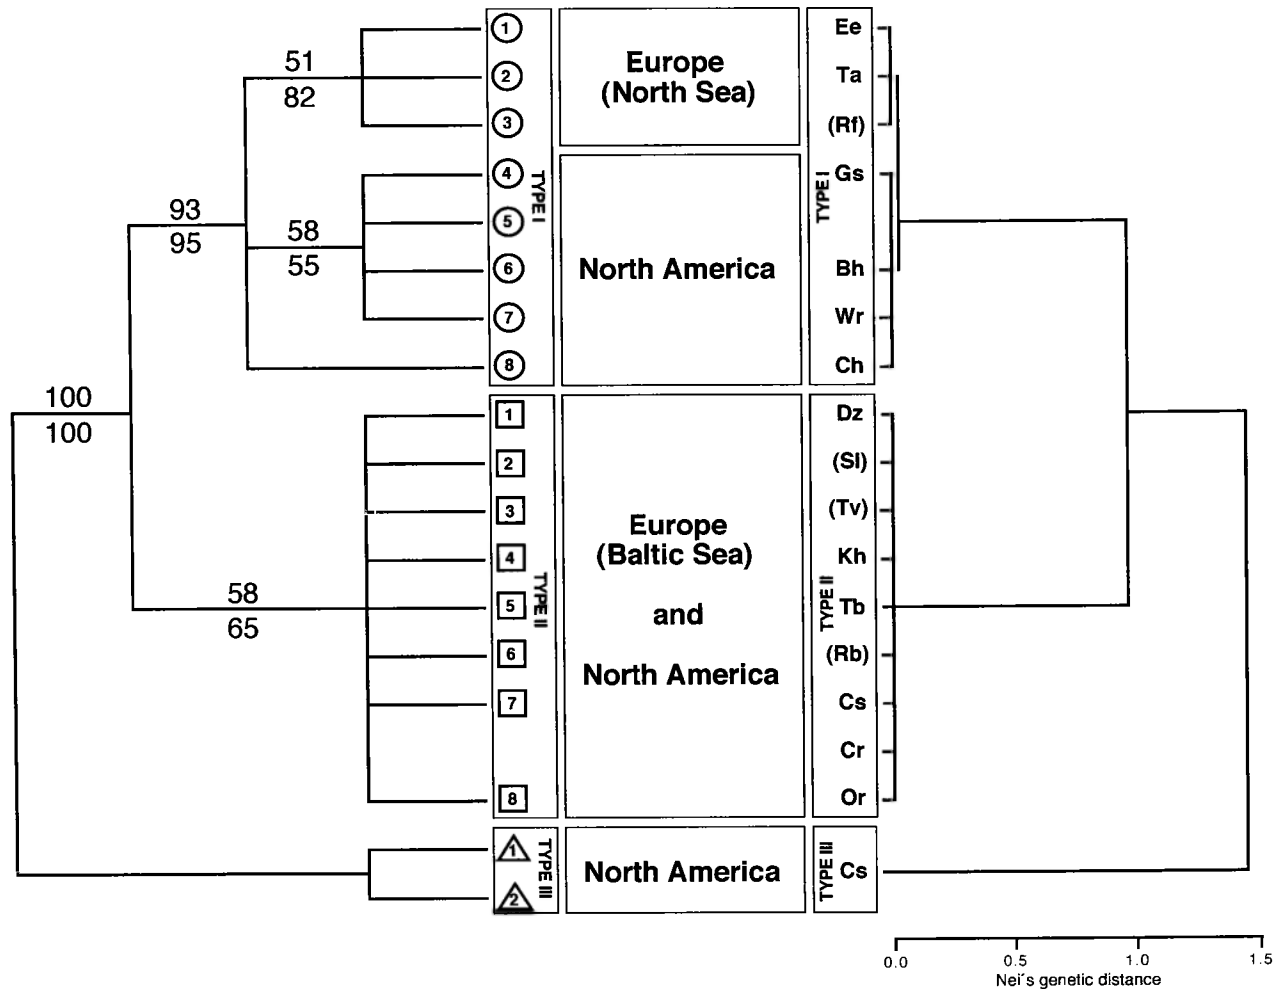 51
82
93
95
58
55
100
100
58
65
1
2
3
4
5
6
7
8
TYPE I
1
2
3
4
5
6
7
8
TYPE II
1
2
TYPE III
Europe
(North Sea)
North America
Europe
(Baltic Sea)
and
North America
North America
Ee
Ta
(Rf)
Gs
Bh
Wr
Ch
TYPE I
Dz
(Sl)
(Tv)
Kh
Tb
(Rb)
Cs
Cr
Or
TYPE II
Cs
TYPE III
0.0 0.5 1.0 1.5
Nei´s genetic distance